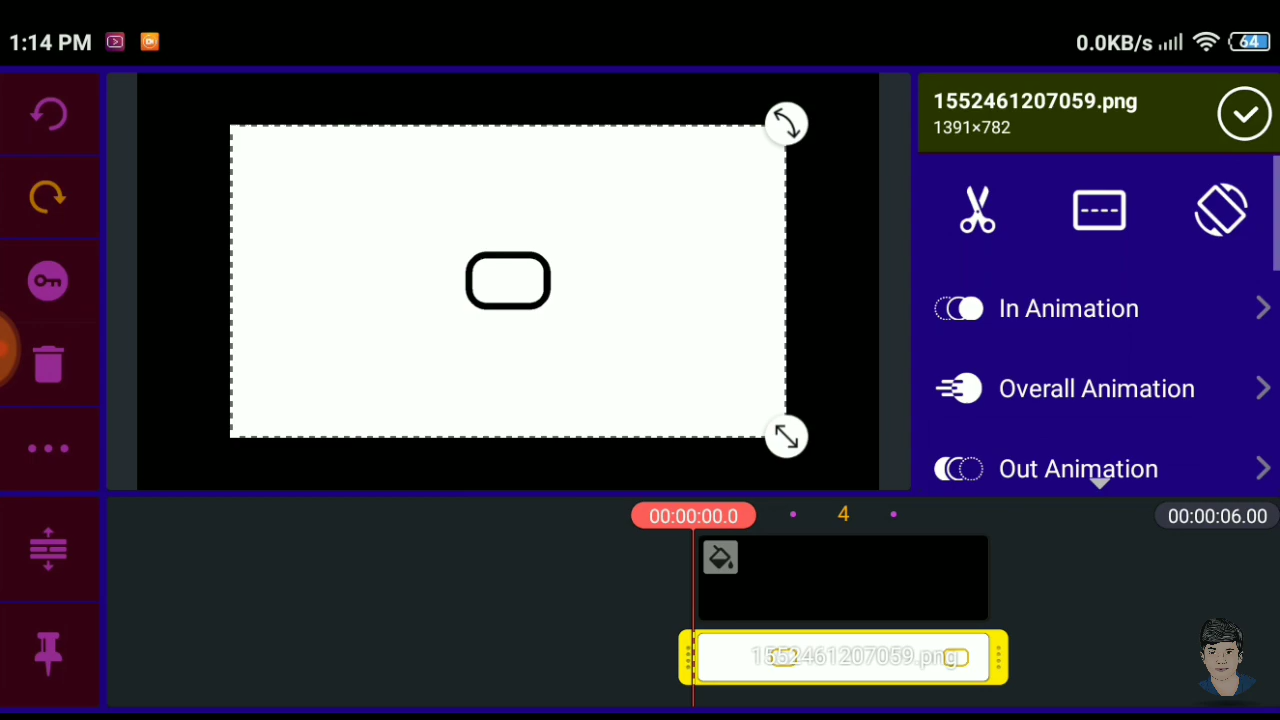 1:14 PM
0.0KB/s
64
1552461207059.png
1391×782
In Animation
Overall Animation
Out Animation
00:00:00.0
4
00:00:06.00
1552461207059.png